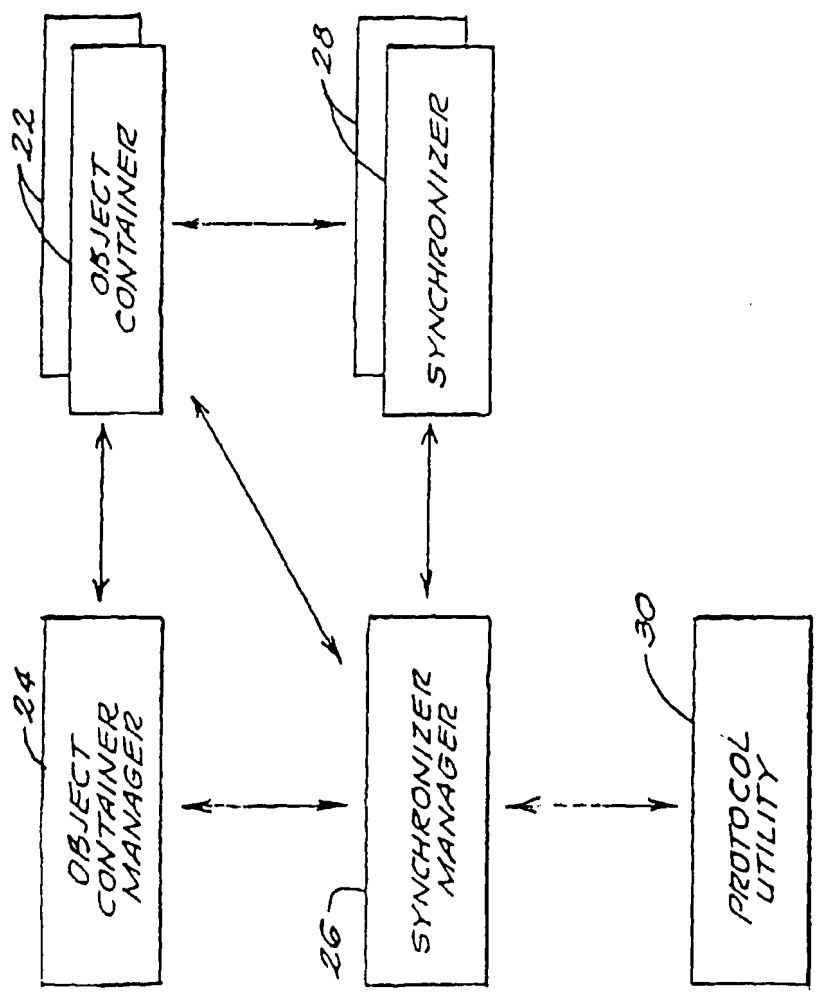 24
OBJECT
CONTAINER
MANAGER
22
OBJECT
CONTAINER
26
SYNCHRONIZER
MANAGER
28
SYNCHRONIZER
30
PROTOCOL
UTILITY